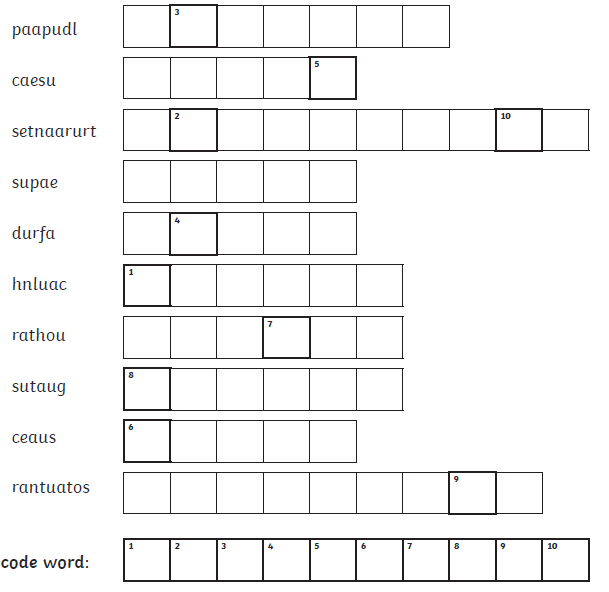 paapudl 3
caesu 5
setnaarurt 2 10
supae
durfa 4
hnluac 1
rathou 7
sutaug 8
ceaus 6
rantuatos 9
code word: 1 2 3 4 5 6 7 8 9 10